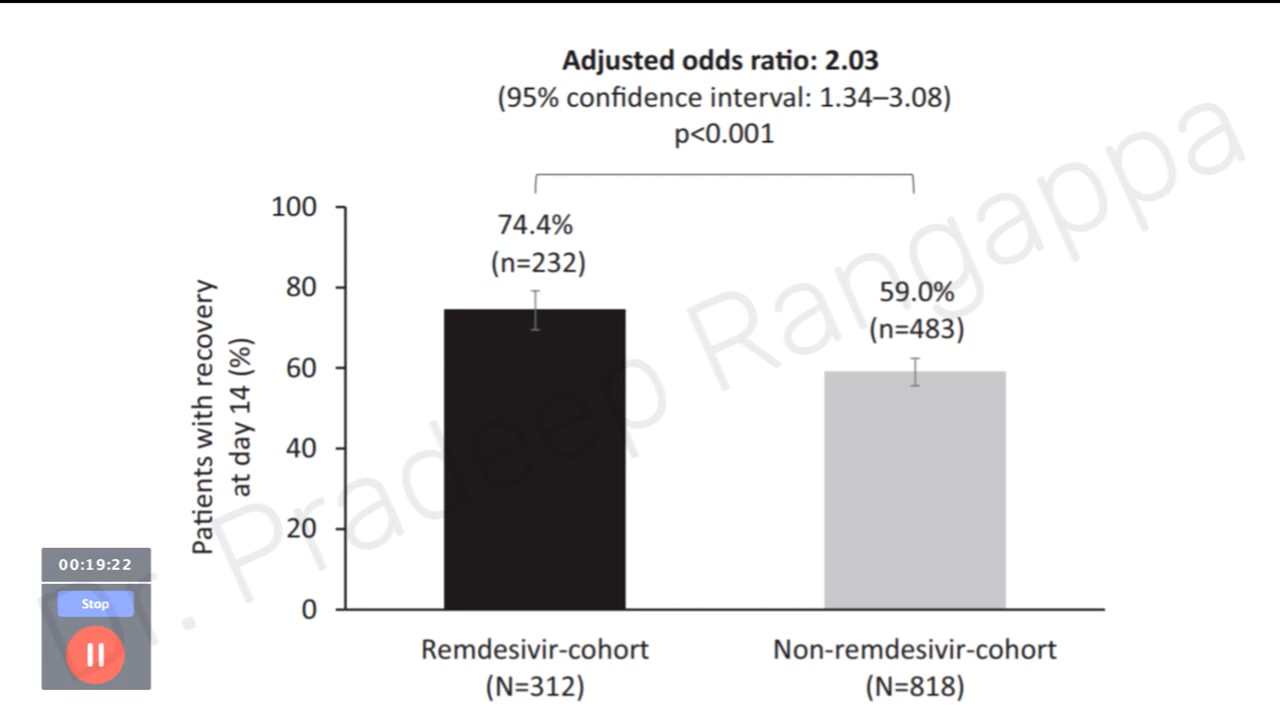 Adjusted odds ratio: 2.03
(95% confidence interval: 1.34–3.08)
p<0.001
74.4%
(n=232)
59.0%
(n=483)
100
80
60
40
20
0
Patients with recovery
at day 14 (%)
Remdesivir-cohort
(N=312)
Non-remdesivir-cohort
(N=818)
Dr. Pradeep Rangappa
00:19:22
Stop